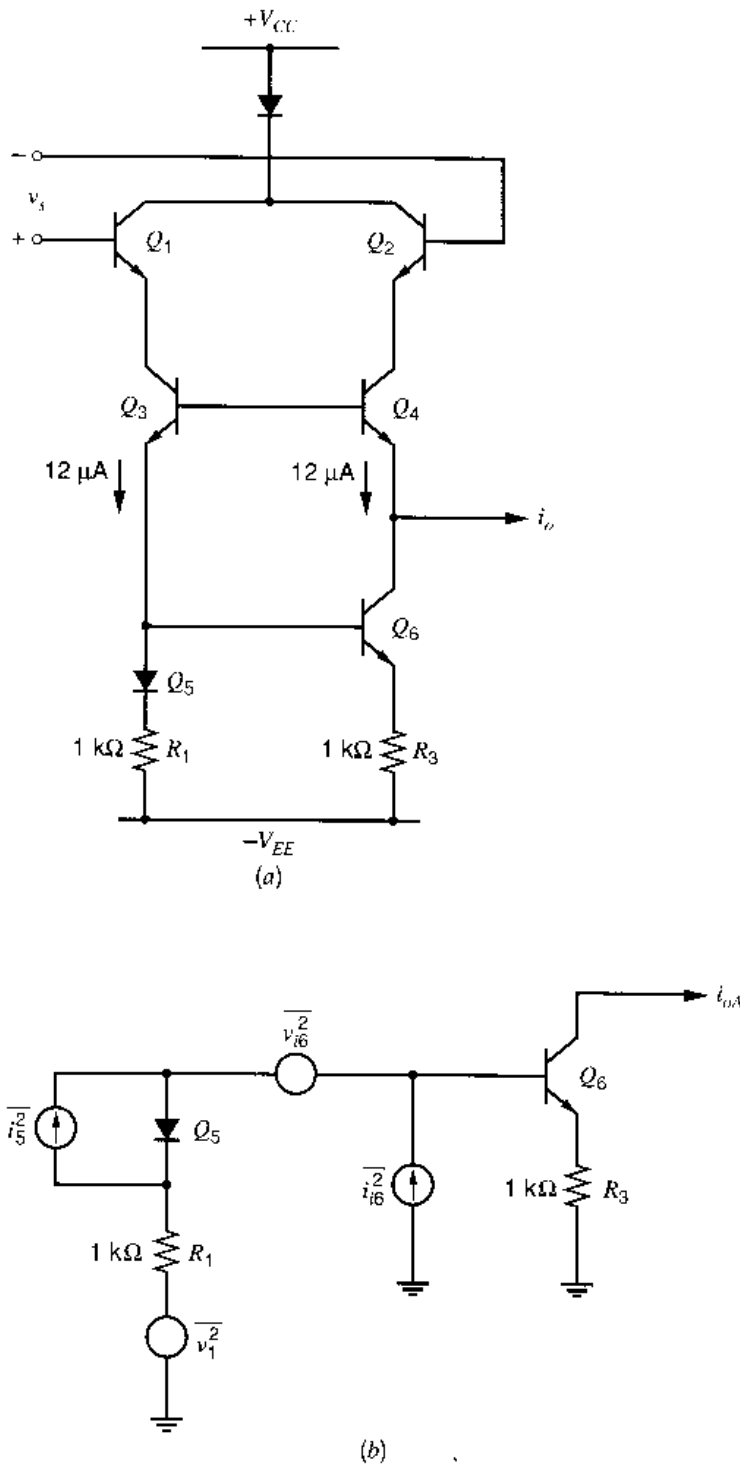 +V_CC
−
v_s
+
Q_1
Q_2
Q_3
Q_4
12 μA
12 μA
i_o
Q_6
Q_5
1 kΩ
R_1
1 kΩ
R_3
−V_EE
(a)
v_i6^2
i_oA
Q_6
i_5^2
Q_5
i_i6^2
1 kΩ
R_3
1 kΩ
R_1
v_1^2
(b)